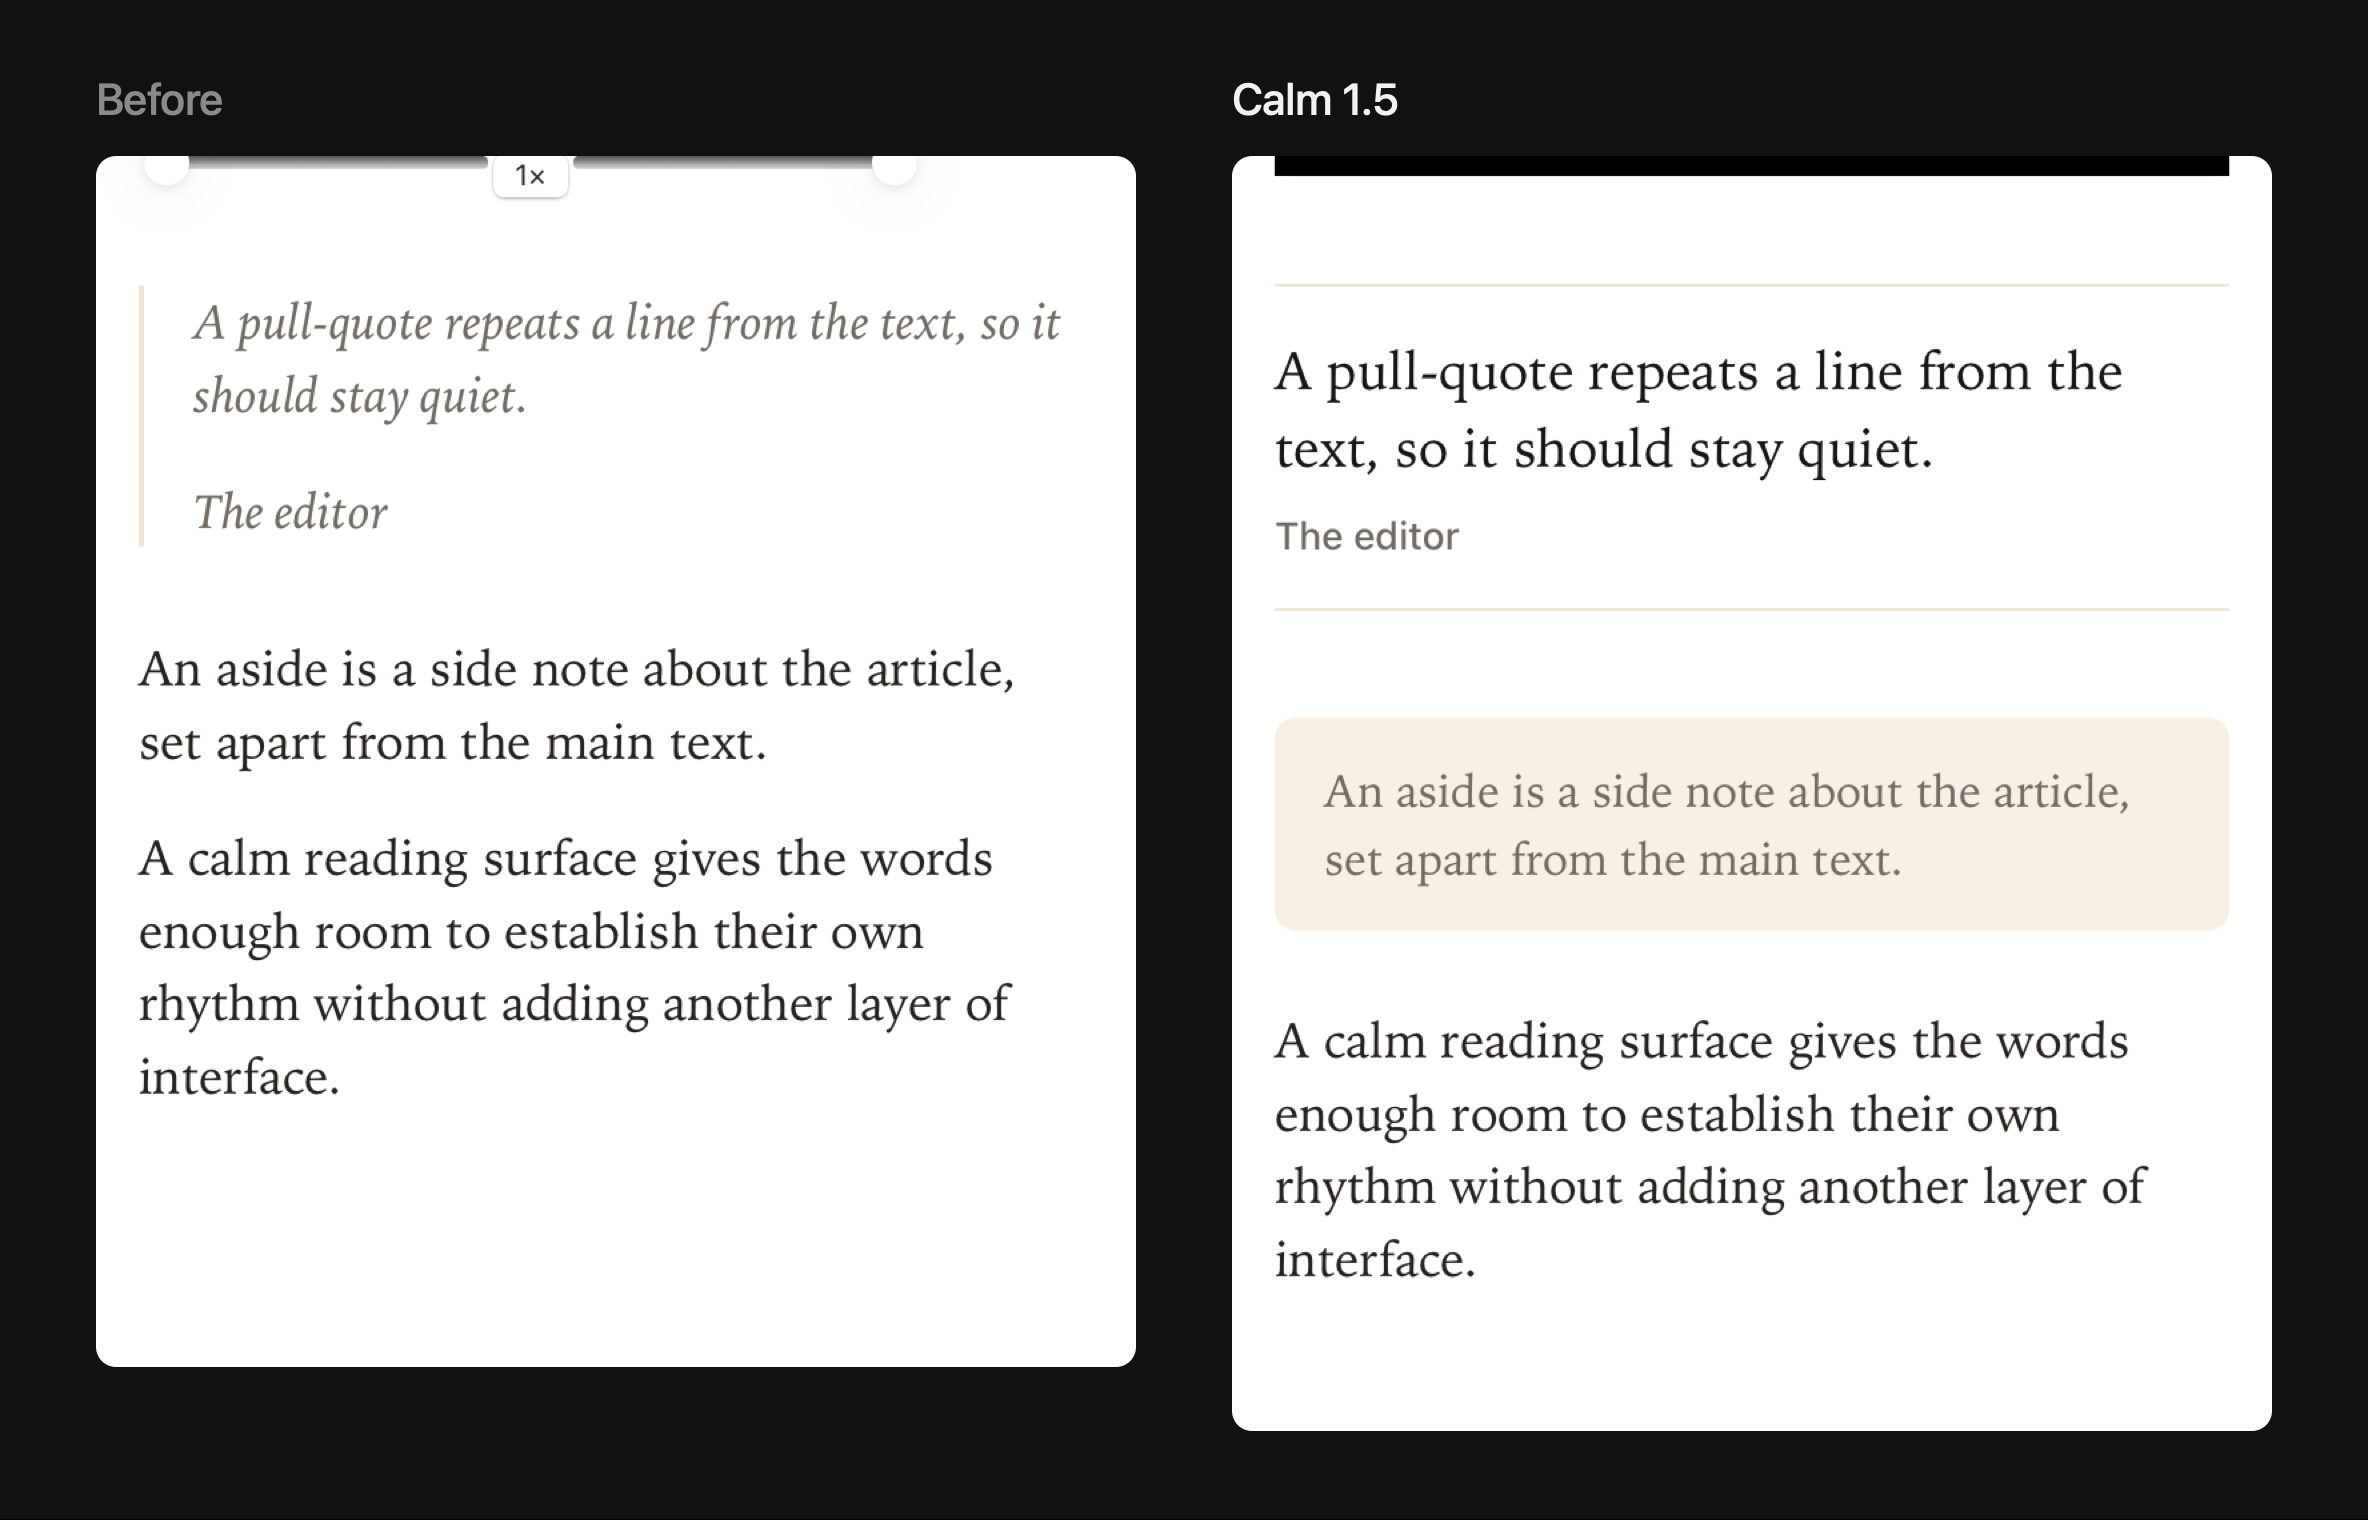 Before
1×
A pull-quote repeats a line from the text, so it
should stay quiet.
The editor
An aside is a side note about the article,
set apart from the main text.
A calm reading surface gives the words
enough room to establish their own
rhythm without adding another layer of
interface.
Calm 1.5
A pull-quote repeats a line from the
text, so it should stay quiet.
The editor
An aside is a side note about the article,
set apart from the main text.
A calm reading surface gives the words
enough room to establish their own
rhythm without adding another layer of
interface.